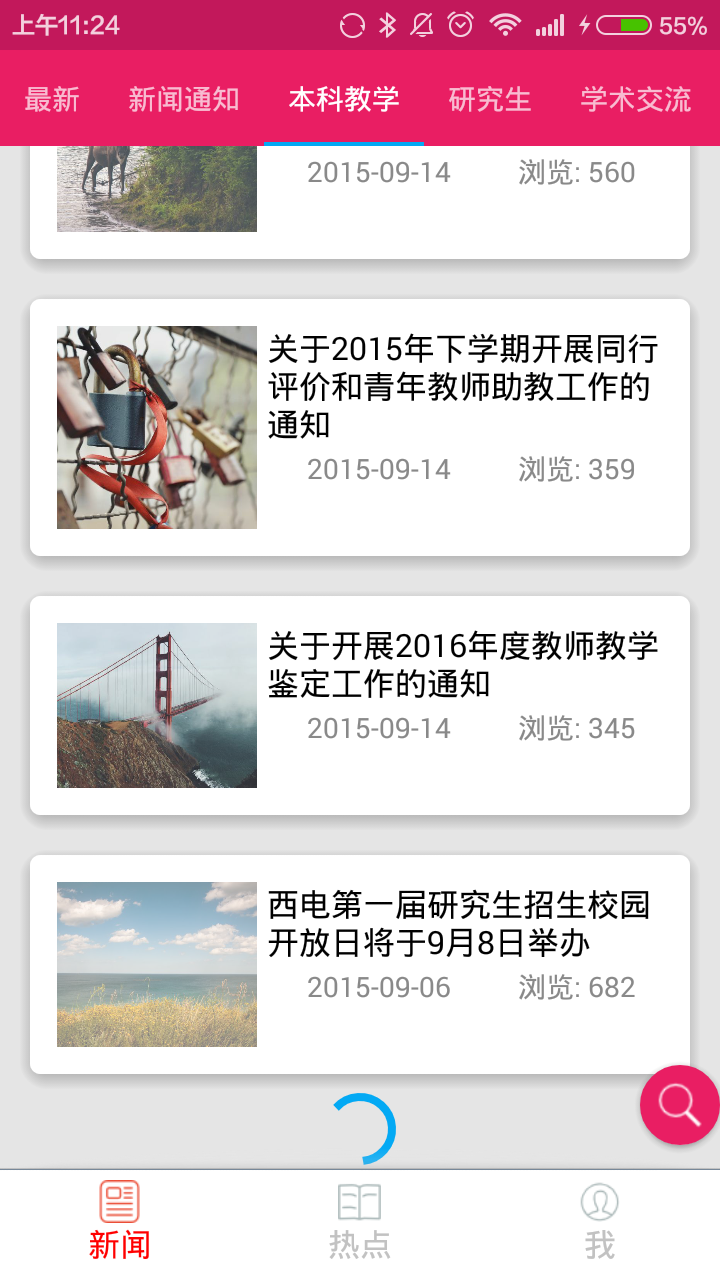 上午11:24 55%
最新 新闻通知 本科教学 研究生 学术交流
2015-09-14 浏览: 560
关于2015年下学期开展同行
评价和青年教师助教工作的
通知
2015-09-14 浏览: 359
关于开展2016年度教师教学
鉴定工作的通知
2015-09-14 浏览: 345
西电第一届研究生招生校园
开放日将于9月8日举办
2015-09-06 浏览: 682
新闻 热点 我